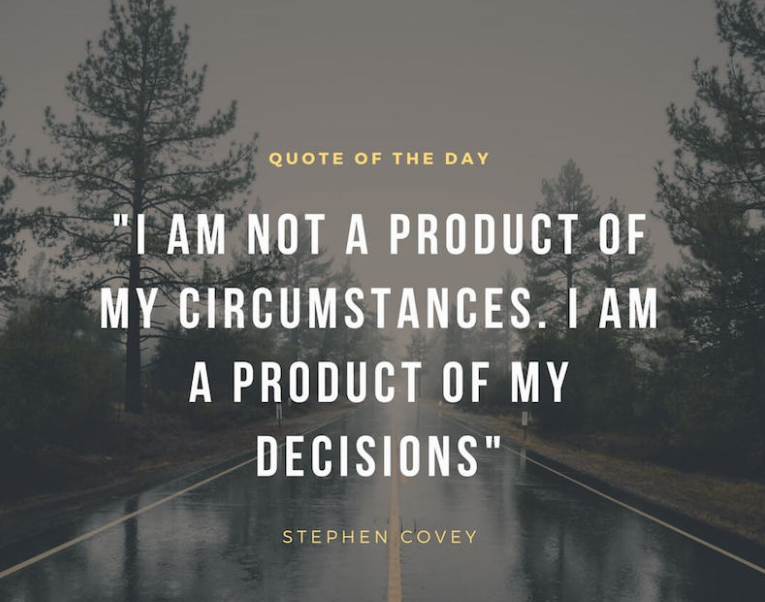 QUOTE OF THE DAY
"I AM NOT A PRODUCT OF
MY CIRCUMSTANCES. I AM
A PRODUCT OF MY
DECISIONS"
STEPHEN COVEY